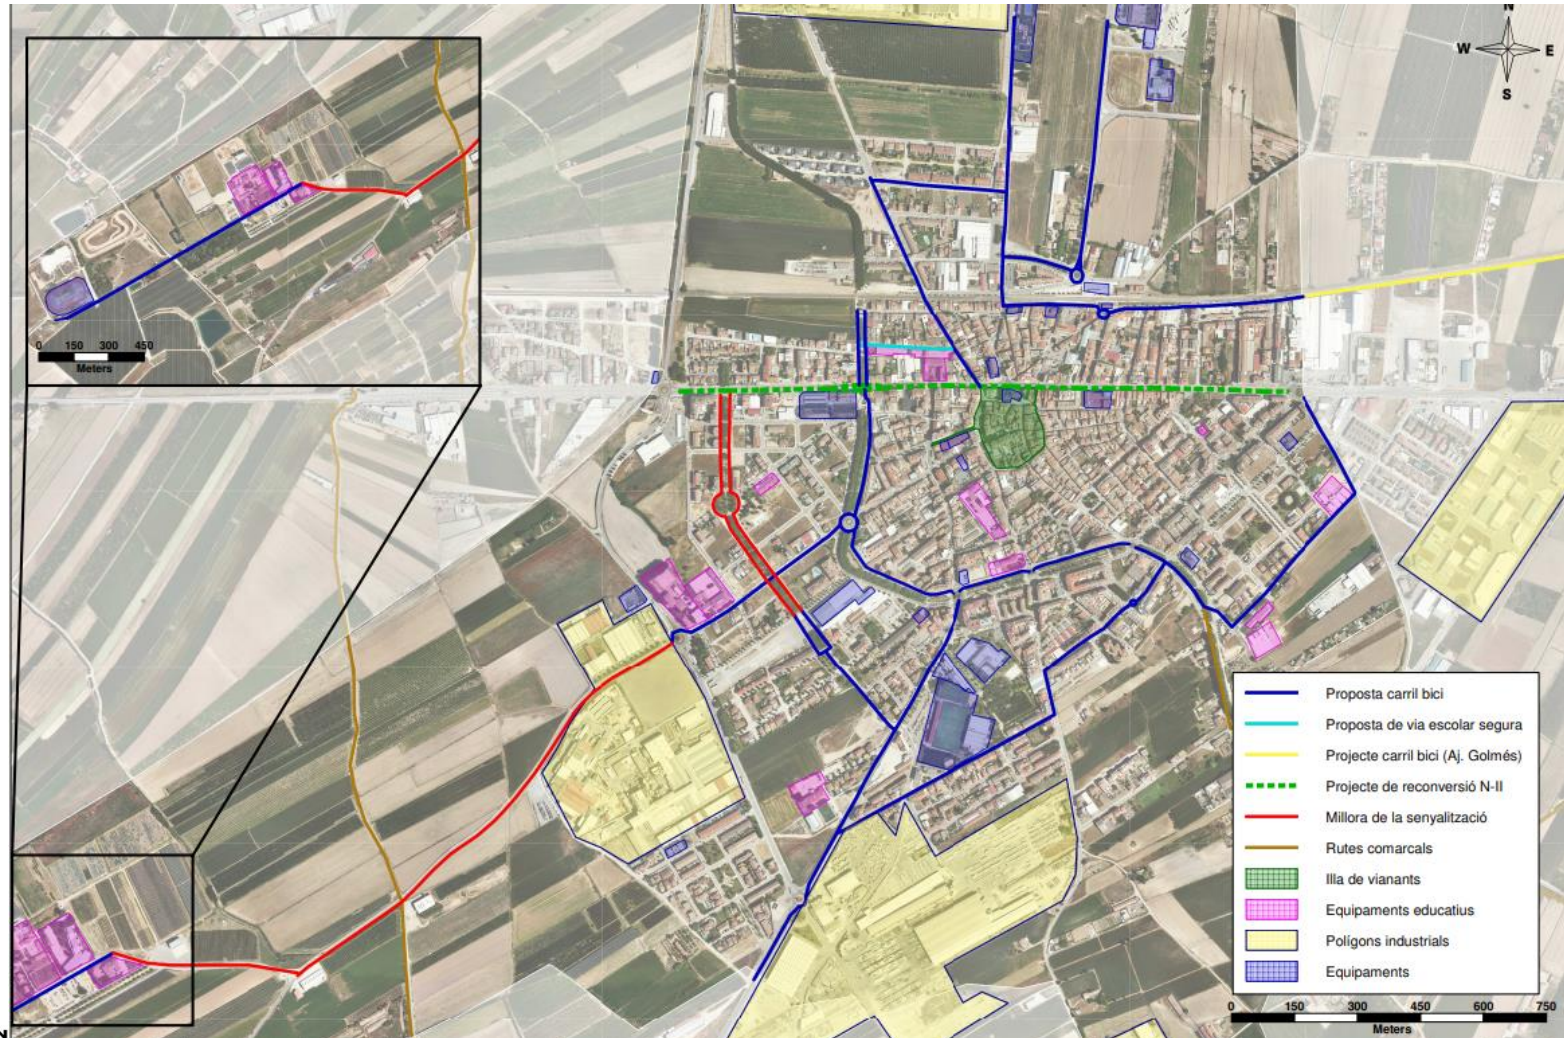 N
W E
S
0 150 300 450
Meters
Proposta carril bici
Proposta de via escolar segura
Projecte carril bici (Aj. Golmés)
Projecte de reconversió N-II
Millora de la senyalització
Rutes comarcals
Illa de vianants
Equipaments educatius
Polígons industrials
Equipaments
0 150 300 450 600 750
Meters